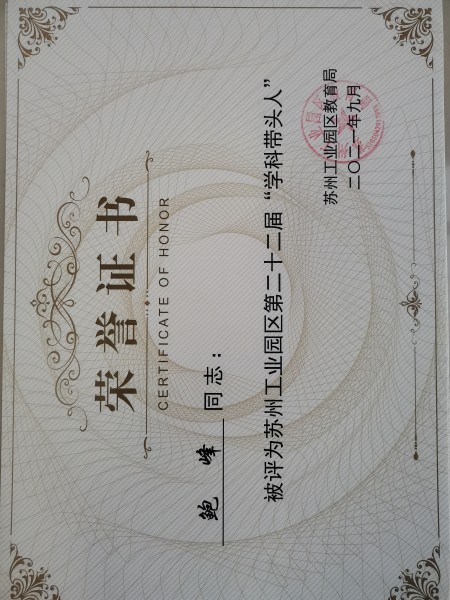 荣誉证书
CERTIFICATE OF HONOR
鲍峰 同志：
被评为苏州工业园区第二十二届“学科带头人”
苏州工业园区教育局
二〇二一年九月